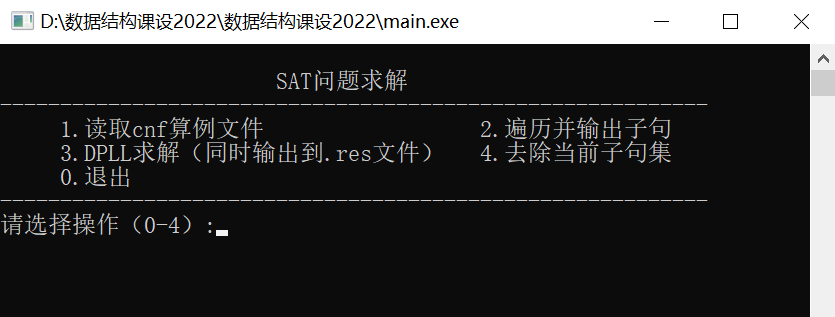 D:\数据结构课设2022\数据结构课设2022\main.exe
SAT问题求解
------------------------------------------------------------
1.读取cnf算例文件 2.遍历并输出子句
3.DPLL求解（同时输出到.res文件） 4.去除当前子句集
0.退出
------------------------------------------------------------
请选择操作（0-4）: